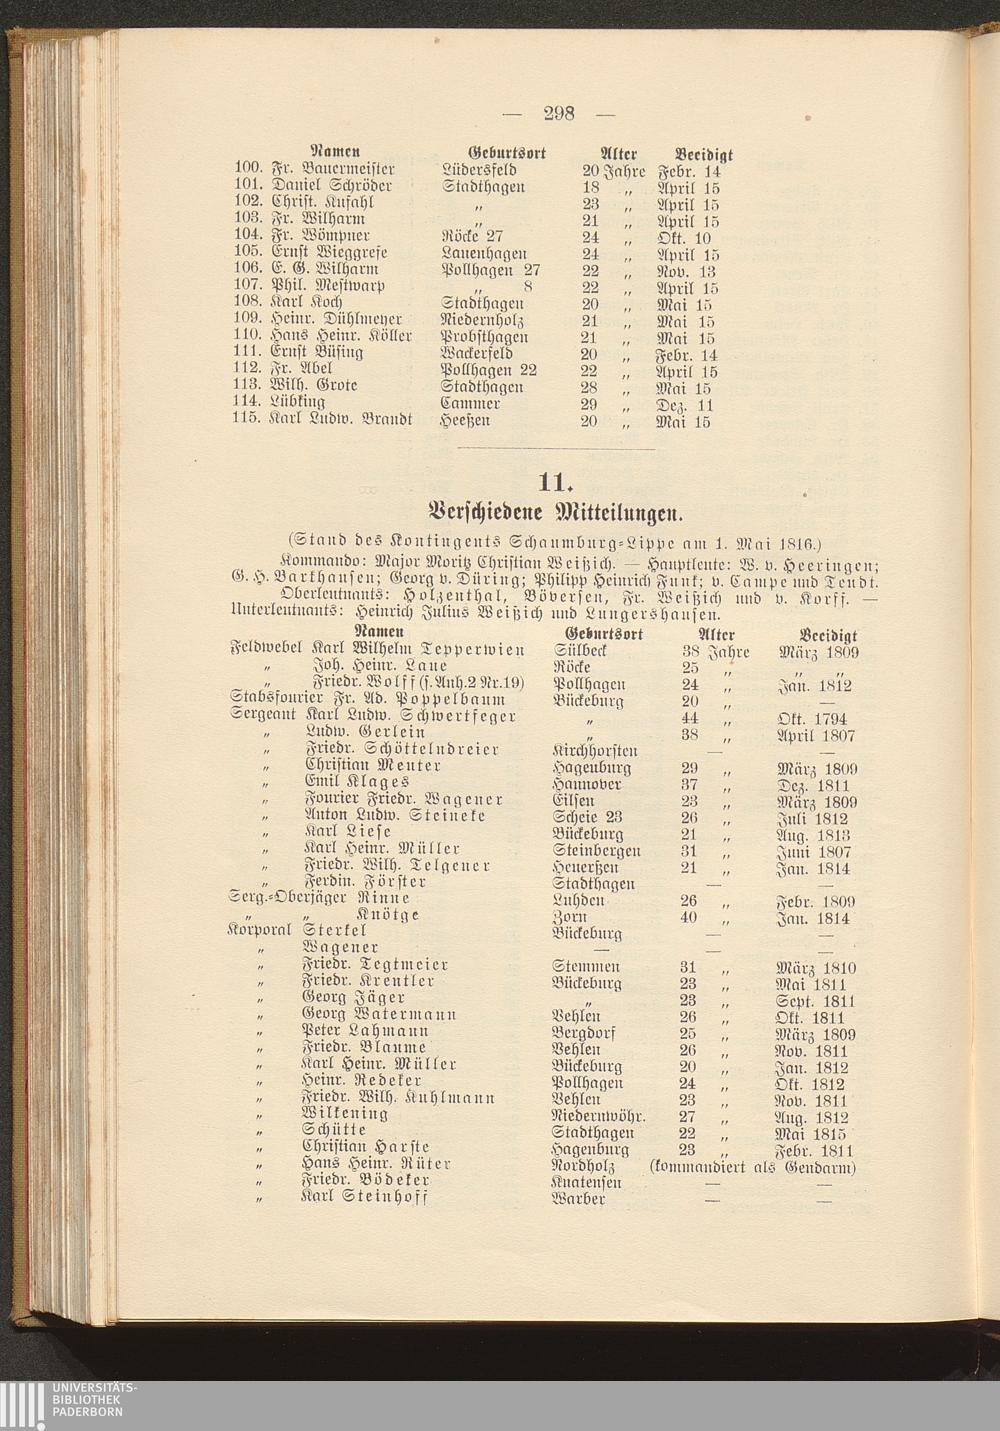 — 298 —
Namen Geburtsort Alter Beeidigt
100. Fr. Bauermeister Lüdersfeld 20 Jahre Febr. 14
101. Daniel Schröder Stadthagen 18 „ April 15
102. Christ. Kufahl „ 23 „ April 15
103. Fr. Wilharm „ 21 „ April 15
104. Fr. Wömpner Röcke 27 24 „ Okt. 10
105. Ernst Wieggrefe Lauenhagen 24 „ April 15
106. E. G. Wilharm Pollhagen 27 22 „ Nov. 13
107. Phil. Mestwarp „ 8 22 „ April 15
108. Karl Koch Stadthagen 20 „ Mai 15
109. Heinr. Dühlmeyer Niedernholz 21 „ Mai 15
110. Hans Heinr. Köller Probsthagen 21 „ Mai 15
111. Ernst Büsing Wackerfeld 20 „ Febr. 14
112. Fr. Abel Pollhagen 22 22 „ April 15
113. Wilh. Grote Stadthagen 28 „ Mai 15
114. Lübking Cammer 29 „ Dez. 11
115. Karl Ludw. Brandt Heeßen 20 „ Mai 15
11.
Verschiedene Mitteilungen.
(Stand des Kontingents Schaumburg-Lippe am 1. Mai 1816.)
Kommando: Major Moritz Christian Weißich. — Hauptleute: W. v. Heeringen;
G. H. Barkhausen; Georg v. Düring; Philipp Heinrich Funk; v. Campe und Tendt.
Oberleutnants: Holzenthal, Böversen, Fr. Weißich und v. Korff. —
Unterleutnants: Heinrich Julius Weißich und Lungershausen.
Namen Geburtsort Alter Beeidigt
Feldwebel Karl Wilhelm Tepperwien Sülbeck 38 Jahre März 1809
„ Joh. Heinr. Laue Röcke 25 „ „ „
„ Friedr. Wolff (s. Anh. 2 Nr. 19) Pollhagen 24 „ Jan. 1812
Stabsfourier Fr. Ad. Poppelbaum Bückeburg 20 „ —
Sergeant Karl Ludw. Schwertfeger „ 44 „ Okt. 1794
„ Ludw. Gerlein „ 38 „ April 1807
„ Friedr. Schöttelndreier Kirchhorsten — —
„ Christian Menter Hagenburg 29 „ März 1809
„ Emil Klages Hannover 37 „ Dez. 1811
„ Fourier Friedr. Wagener Eilsen 23 „ März 1809
„ Anton Ludw. Steineke Scheie 23 26 „ Juli 1812
„ Karl Liese Bückeburg 21 „ Aug. 1813
„ Karl Heinr. Müller Steinbergen 31 „ Juni 1807
„ Friedr. Wilh. Telgener Heuerßen 21 „ Jan. 1814
„ Ferdin. Förster Stadthagen — —
Serg.-Oberjäger Rinne Luhden 26 „ Febr. 1809
„ „ Knötge Zorn 40 „ Jan. 1814
Korporal Sterkel Bückeburg — —
„ Wagener — — —
„ Friedr. Tegtmeier Stemmen 31 „ März 1810
„ Friedr. Krentler Bückeburg 23 „ Mai 1811
„ Georg Jäger „ 23 „ Sept. 1811
„ Georg Watermann Vehlen 26 „ Okt. 1811
„ Peter Lahmann Bergdorf 25 „ März 1809
„ Friedr. Blaume Vehlen 26 „ Nov. 1811
„ Karl Heinr. Müller Bückeburg 20 „ Jan. 1812
„ Heinr. Redeker Pollhagen 24 „ Okt. 1812
„ Friedr. Wilh. Kuhlmann Vehlen 23 „ Nov. 1811
„ Wilkening Niedernwöhr. 27 „ Aug. 1812
„ Schütte Stadthagen 22 „ Mai 1815
„ Christian Harste Hagenburg 23 „ Febr. 1811
„ Hans Heinr. Rüter Nordholz (kommandiert als Gendarm)
„ Friedr. Bödeker Knatensen — —
„ Karl Steinhoff Warber — —
UNIVERSITÄTS-
BIBLIOTHEK
PADERBORN